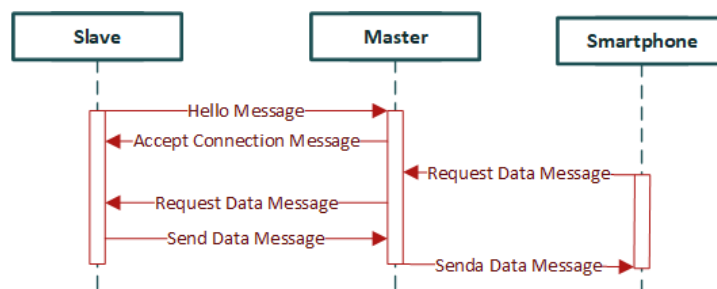 Slave
Master
Smartphone
Hello Message
Accept Connection Message
Request Data Message
Request Data Message
Send Data Message
Senda Data Message